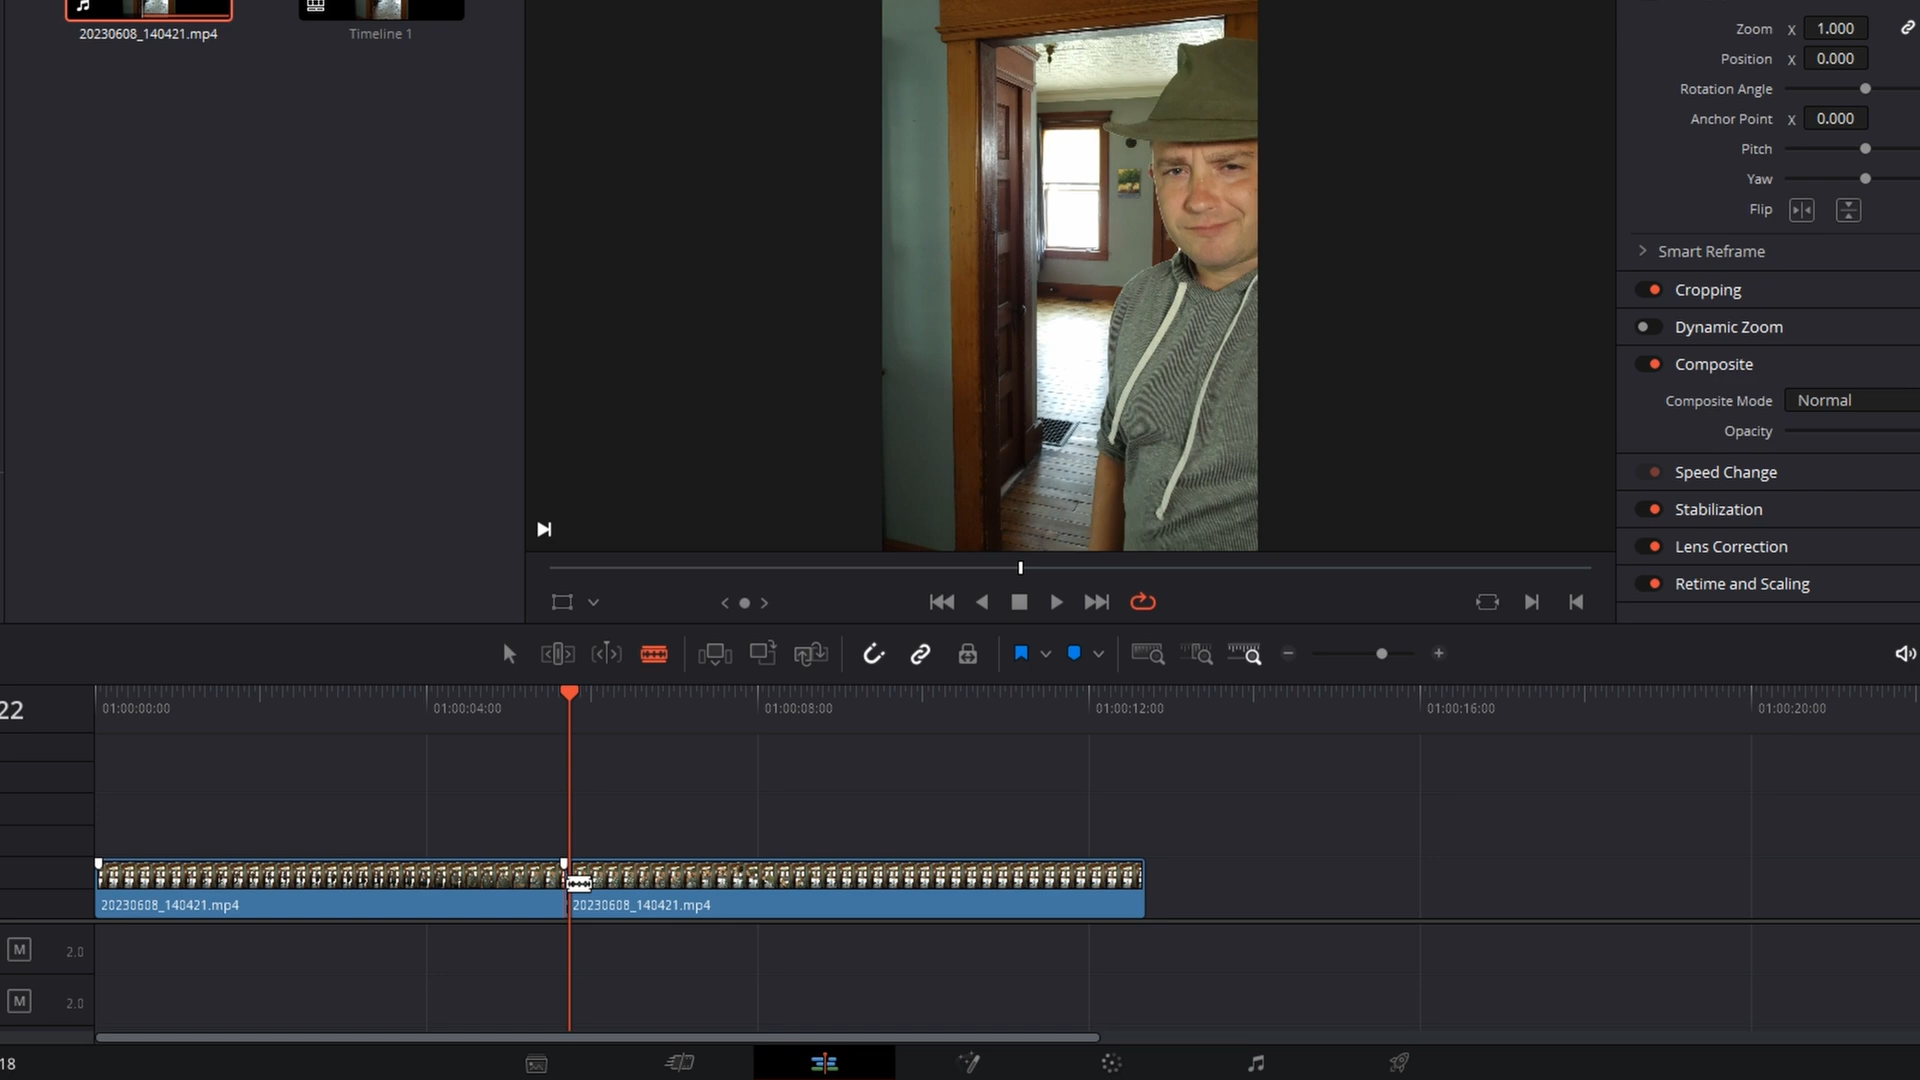 20230608_140421.mp4
Timeline 1
Zoom X 1.000
Position X 0.000
Rotation Angle
Anchor Point X 0.000
Pitch
Yaw
Flip
Smart Reframe
Cropping
Dynamic Zoom
Composite
Composite Mode Normal
Opacity
Speed Change
Stabilization
Lens Correction
Retime and Scaling
22
01:00:00:00
01:00:04:00
01:00:08:00
01:00:12:00
01:00:16:00
01:00:20:00
20230608_140421.mp4
20230608_140421.mp4
M 2.0
M 2.0
18